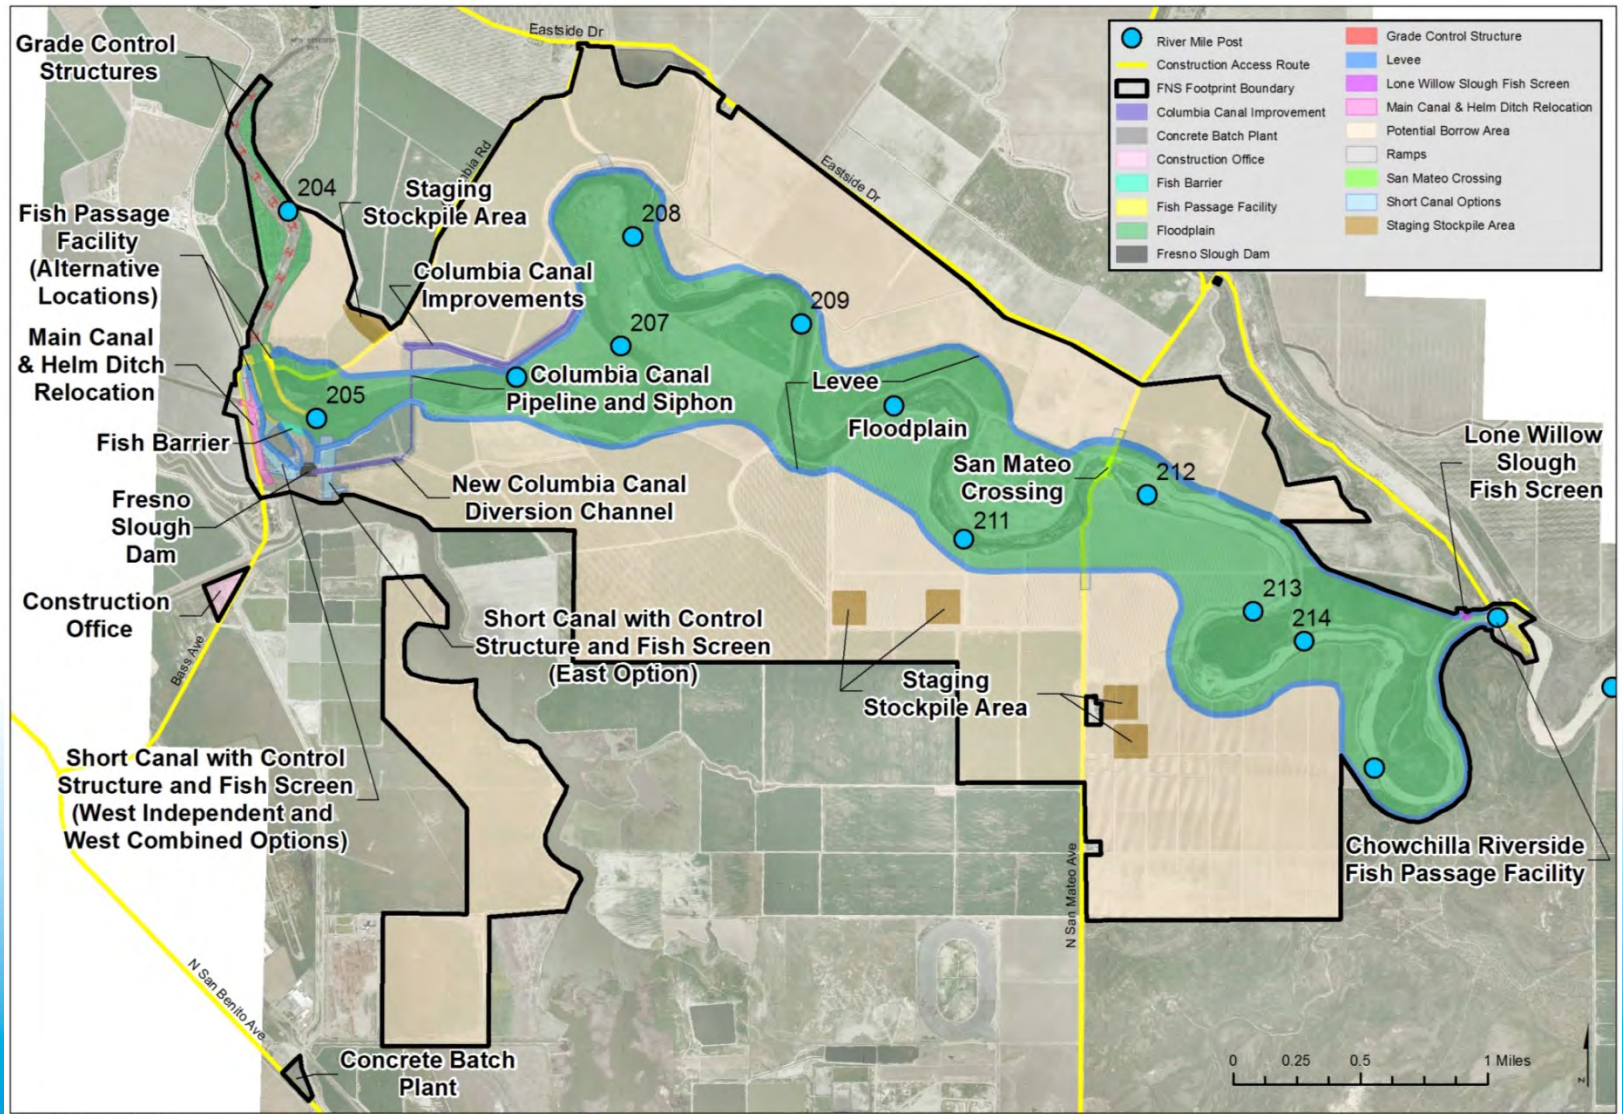 Grade Control
Structures
Eastside Dr
River Mile Post
Construction Access Route
FNS Footprint Boundary
Columbia Canal Improvement
Concrete Batch Plant
Construction Office
Fish Barrier
Fish Passage Facility
Floodplain
Fresno Slough Dam
Grade Control Structure
Levee
Lone Willow Slough Fish Screen
Main Canal & Helm Ditch Relocation
Potential Borrow Area
Ramps
San Mateo Crossing
Short Canal Options
Staging Stockpile Area
Rd
Eastside Dr
204
Staging
Stockpile Area
Fish Passage
Facility
(Alternative
Locations)
208
Columbia Canal
Improvements
209
207
Main Canal
& Helm Ditch
Relocation
Levee
Columbia Canal
Pipeline and Siphon
205
Floodplain
Fish Barrier
Lone Willow
Slough
Fish Screen
San Mateo
Crossing
212
New Columbia Canal
Diversion Channel
Fresno
Slough
Dam
211
Construction
Office
213
214
Short Canal with Control
Structure and Fish Screen
(East Option)
Bass Ave
Staging
Stockpile Area
Short Canal with Control
Structure and Fish Screen
(West Independent and
West Combined Options)
Chowchilla Riverside
Fish Passage Facility
N San Mateo Ave
N San Benito Ave
Concrete Batch
Plant
0 0.25 0.5 1 Miles
z